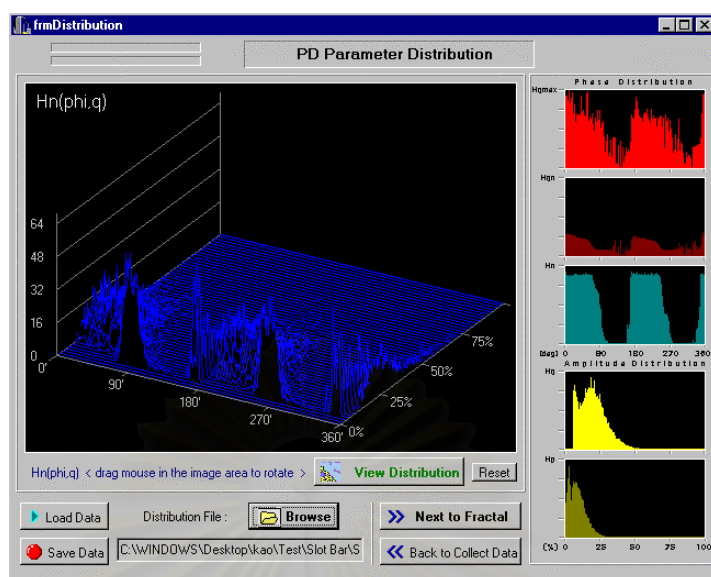 frmDistribution
PD Parameter Distribution
Hn(phi,q)
64
48
32
16
0
0'
90'
180'
270'
360'
0%
25%
50%
75%
Phase Distribution
Hqmax
Hqn
Hn
(deg) 0 90 180 270 360
Amplitude Distribution
Hq
Hp
(%) 0 25 50 75 100
Hn(phi,q) < drag mouse in the image area to rotate >
View Distribution
Reset
Load Data
Distribution File :
Browse
Next to Fractal
Save Data
C:\WINDOWS\Desktop\kao\Test\Slot Bar\S
Back to Collect Data